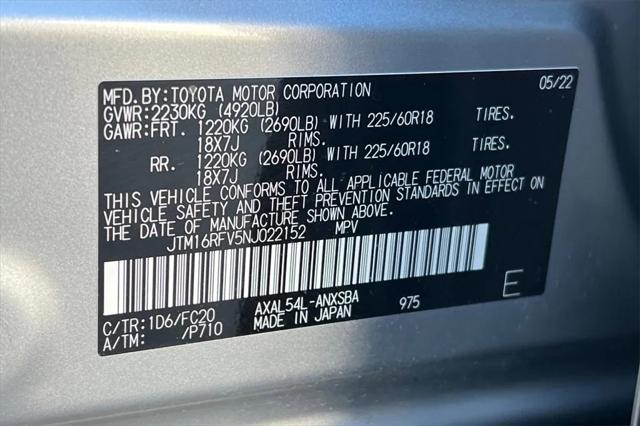 MFD.BY:TOYOTA MOTOR CORPORATION 05/22
GVWR:2230KG (4920LB)
GAWR:FRT. 1220KG (2690LB) WITH 225/60R18 TIRES.
18X7J RIMS.
RR. 1220KG (2690LB) WITH 225/60R18 TIRES.
18X7J RIMS.
THIS VEHICLE CONFORMS TO ALL APPLICABLE FEDERAL MOTOR
VEHICLE SAFETY AND THEFT PREVENTION STANDARDS IN EFFECT ON
THE DATE OF MANUFACTURE SHOWN ABOVE.
JTM16RFV5NJ022152 MPV
C/TR:1D6/FC20 AXAL54L-ANXSBA 975 E
A/TM: /P710 MADE IN JAPAN